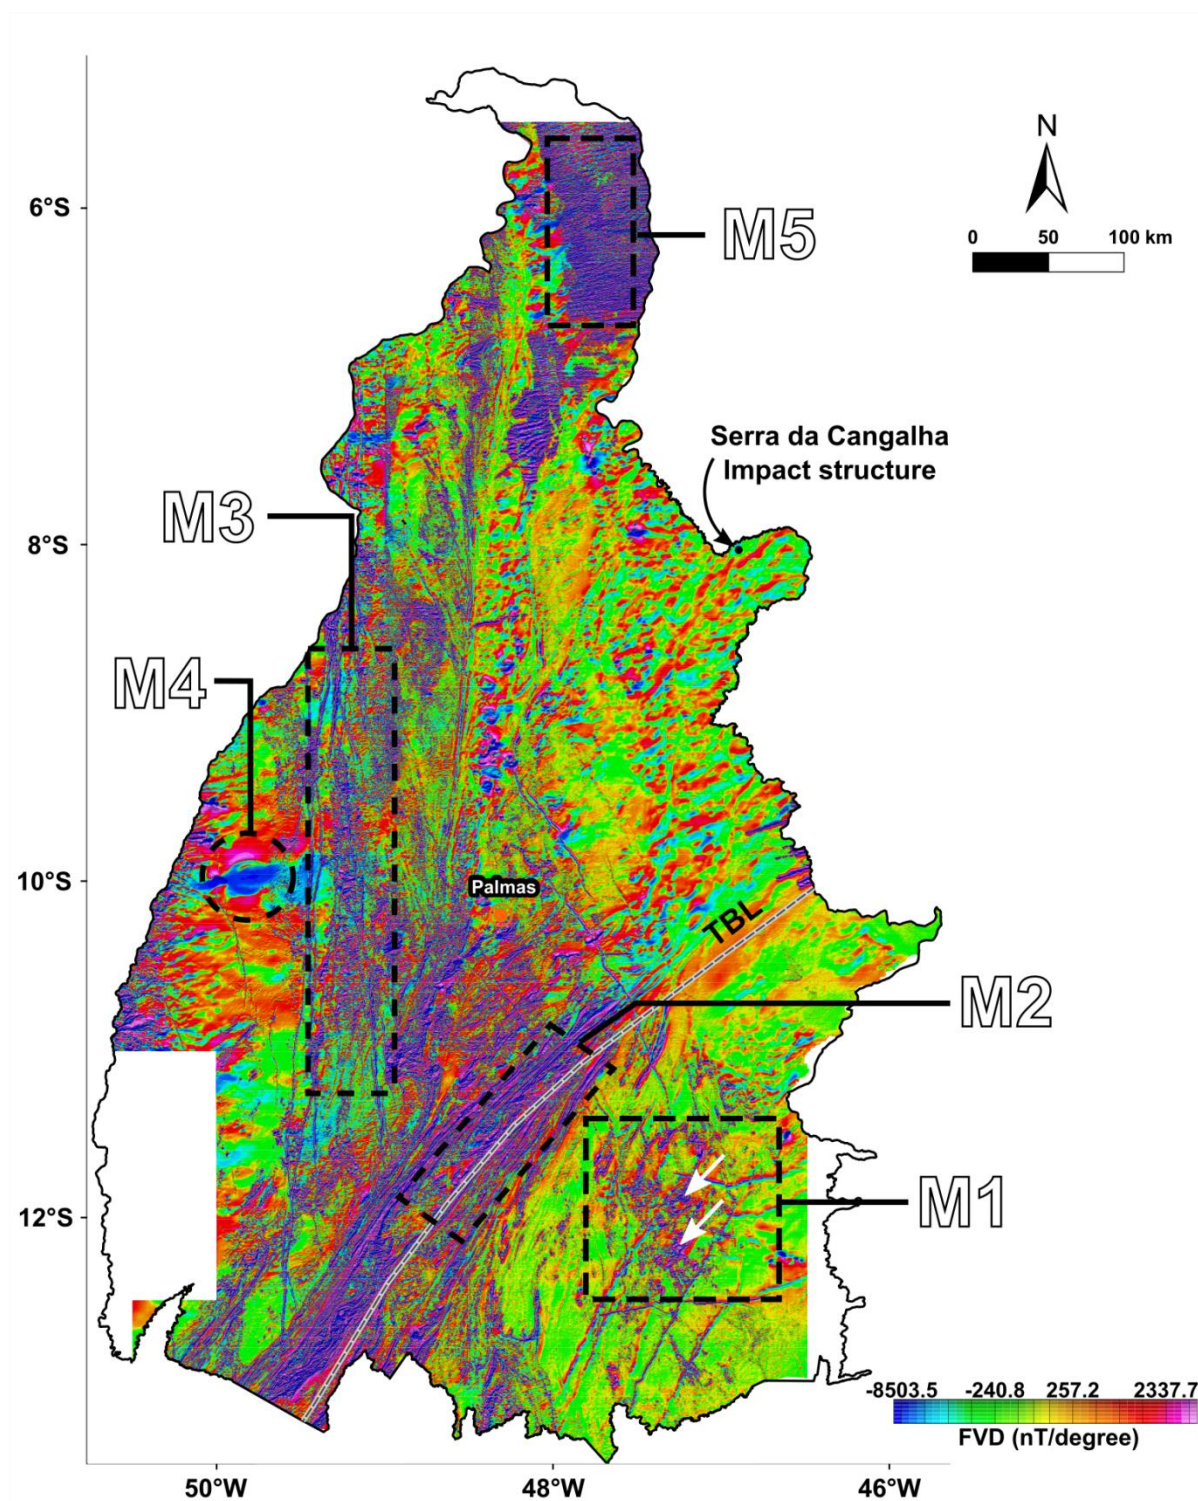 N
0 50 100 km
6°S
M5
Serra da Cangalha
Impact structure
M3
8°S
M4
10°S
Palmas
TBL
M2
M1
12°S
-8503.5 -240.8 257.2 2337.7
FVD (nT/degree)
50°W 48°W 46°W